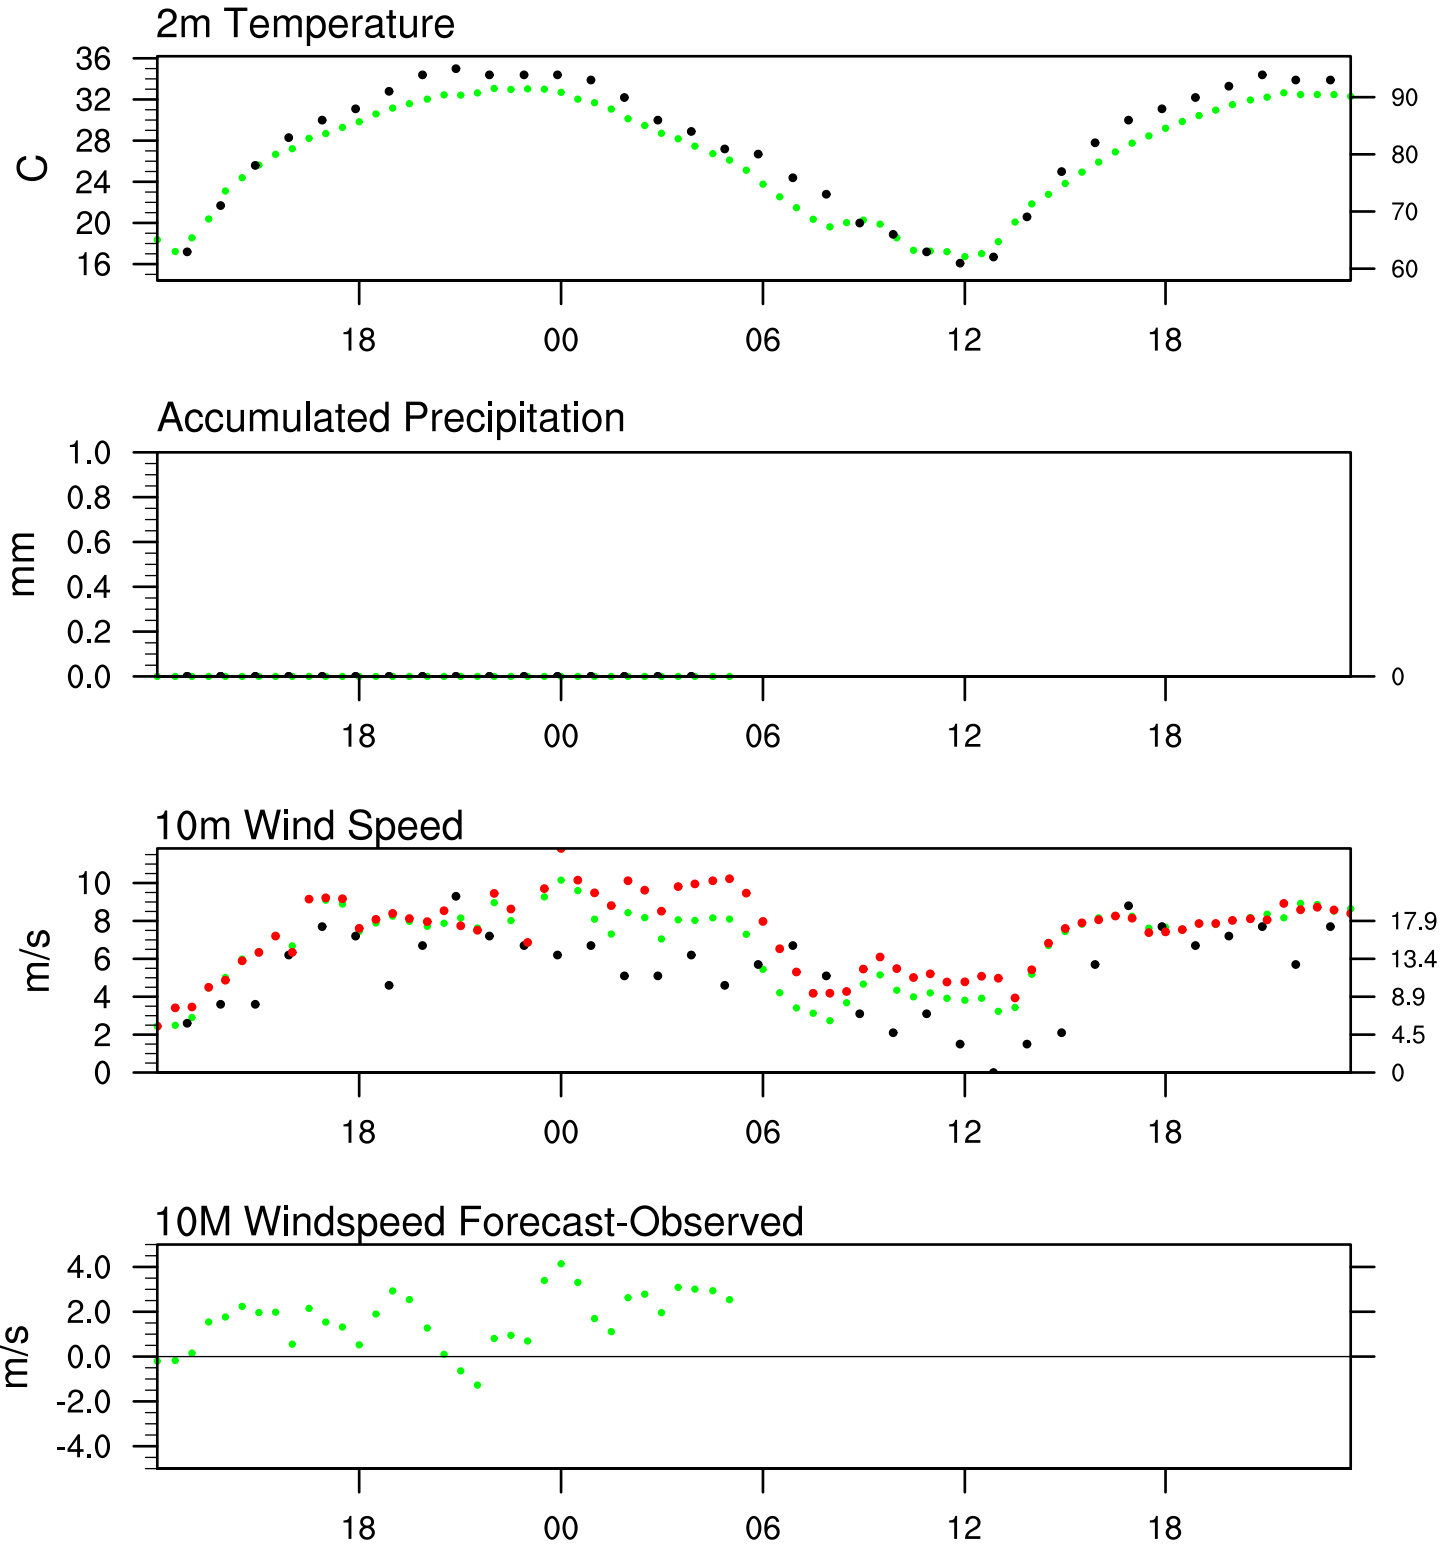 2m Temperature
36
32
28
24
20
16
C
90
80
70
60
18 00 06 12 18
Accumulated Precipitation
1.0
0.8
0.6
0.4
0.2
0.0
mm
0
18 00 06 12 18
10m Wind Speed
10
8
6
4
2
0
m/s
17.9
13.4
8.9
4.5
0
18 00 06 12 18
10M Windspeed Forecast-Observed
4.0
2.0
0.0
-2.0
-4.0
m/s
18 00 06 12 18